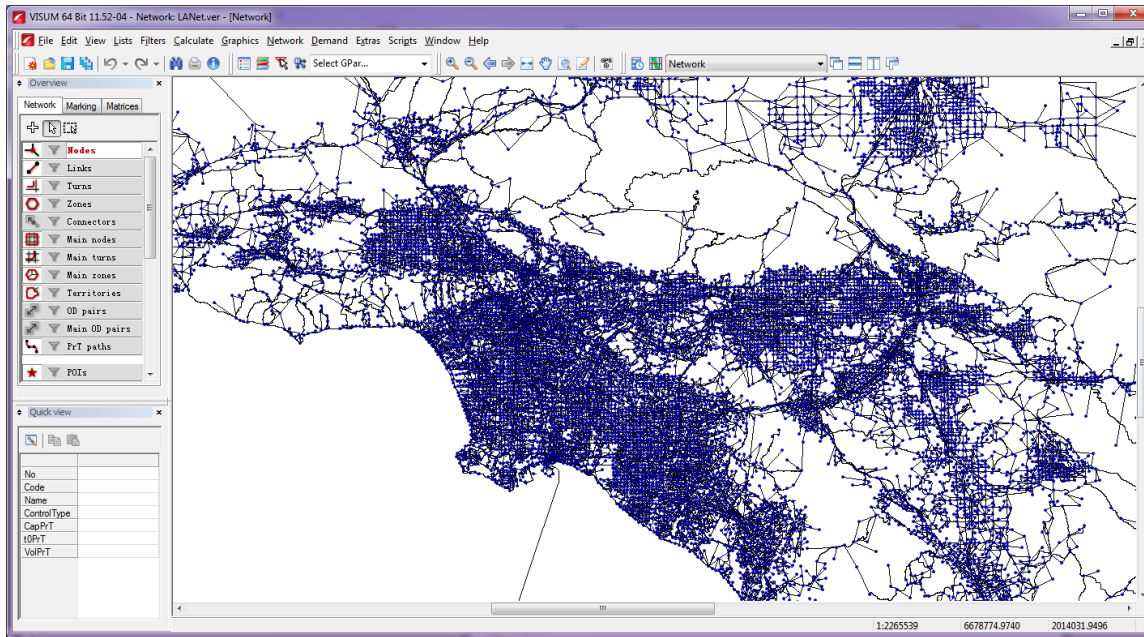 VISUM 64 Bit 11.52-04 - Network: LANet.ver - [Network]
File Edit View Lists Filters Calculate Graphics Network Demand Extras Scripts Window Help
Select GPar... Network
Overview
Network Marking Matrices
Nodes
Links
Turns
Zones
Connectors
Main nodes
Main turns
Main zones
Territories
OD pairs
Main OD pairs
PrT paths
POIs
Quick view
No
Code
Name
ControlType
CapPrT
t0PrT
VolPrT
1:2265539 6678774.9740 2014031.9496